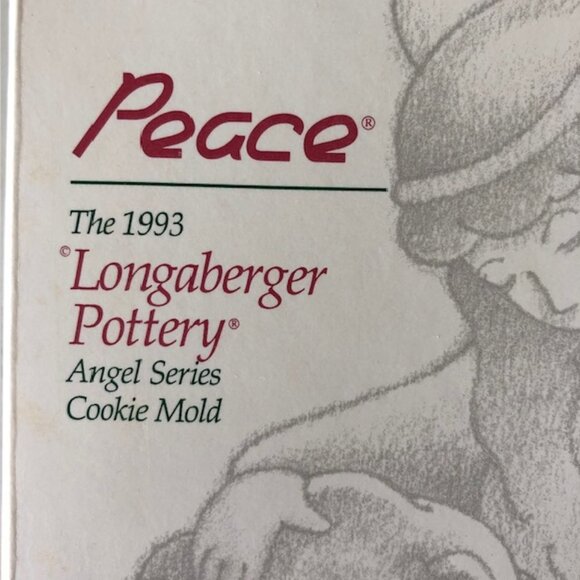 Peace®
The 1993
©Longaberger
Pottery®
Angel Series
Cookie Mold